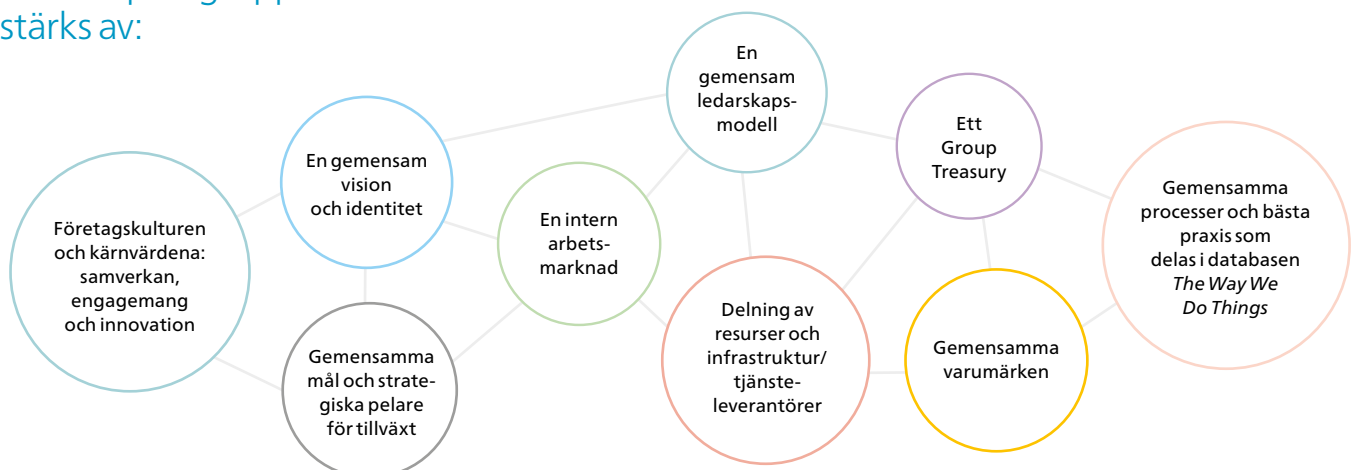 stärks av:
Företagskulturen
och kärnvärdena:
samverkan,
engagemang
och innovation
En gemensam
vision
och identitet
Gemensamma
mål och strate-
giska pelare
för tillväxt
En intern
arbets-
marknad
En
gemensam
ledarskaps-
modell
Delning av
resurser och
infrastruktur/
tjänste-
leverantörer
Ett
Group
Treasury
Gemensamma
varumärken
Gemensamma
processer och bästa
praxis som
delas i databasen
The Way We
Do Things